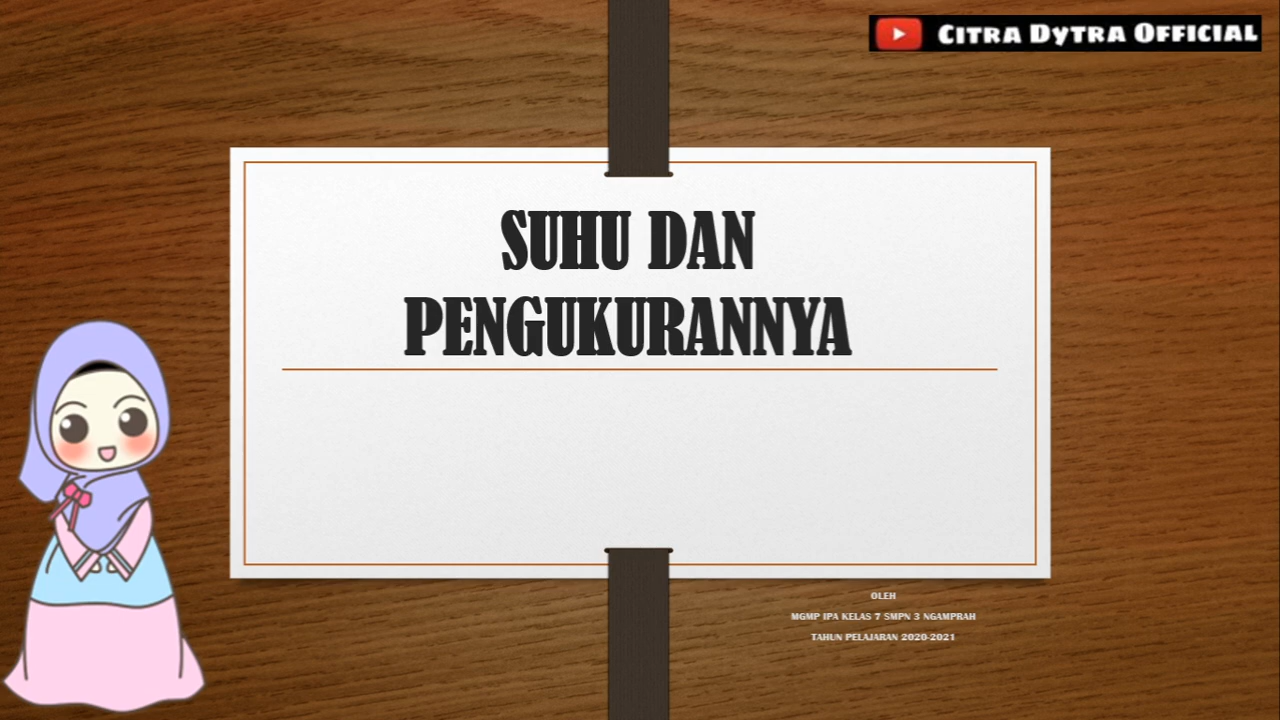 CITRA DYTRA OFFICIAL
SUHU DAN
PENGUKURANNYA
OLEH
MGMP IPA KELAS 7 SMPN 3 NGAMPRAH
TAHUN PELAJARAN 2020-2021